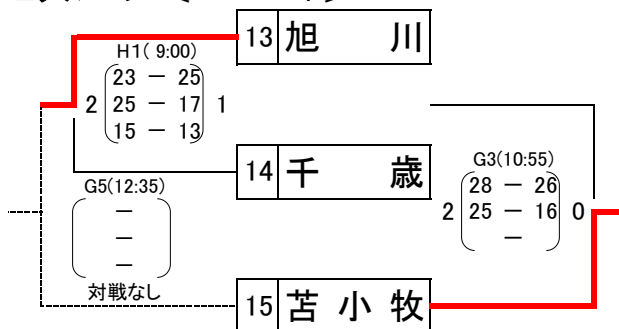 13 旭 川
H1( 9:00)
23 － 25
2 25 － 17 1
15 － 13
14 千 歳
G3(10:55)
28 － 26
2 25 － 16 0
－
G5(12:35)
－
－
－
対戦なし
15 苫 小 牧